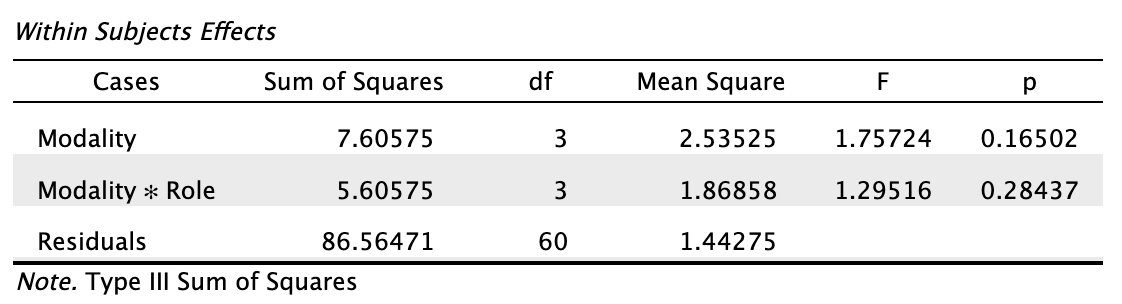 Within Subjects Effects
Cases Sum of Squares df Mean Square F p
Modality 7.60575 3 2.53525 1.75724 0.16502
Modality ∗ Role 5.60575 3 1.86858 1.29516 0.28437
Residuals 86.56471 60 1.44275
Note. Type III Sum of Squares